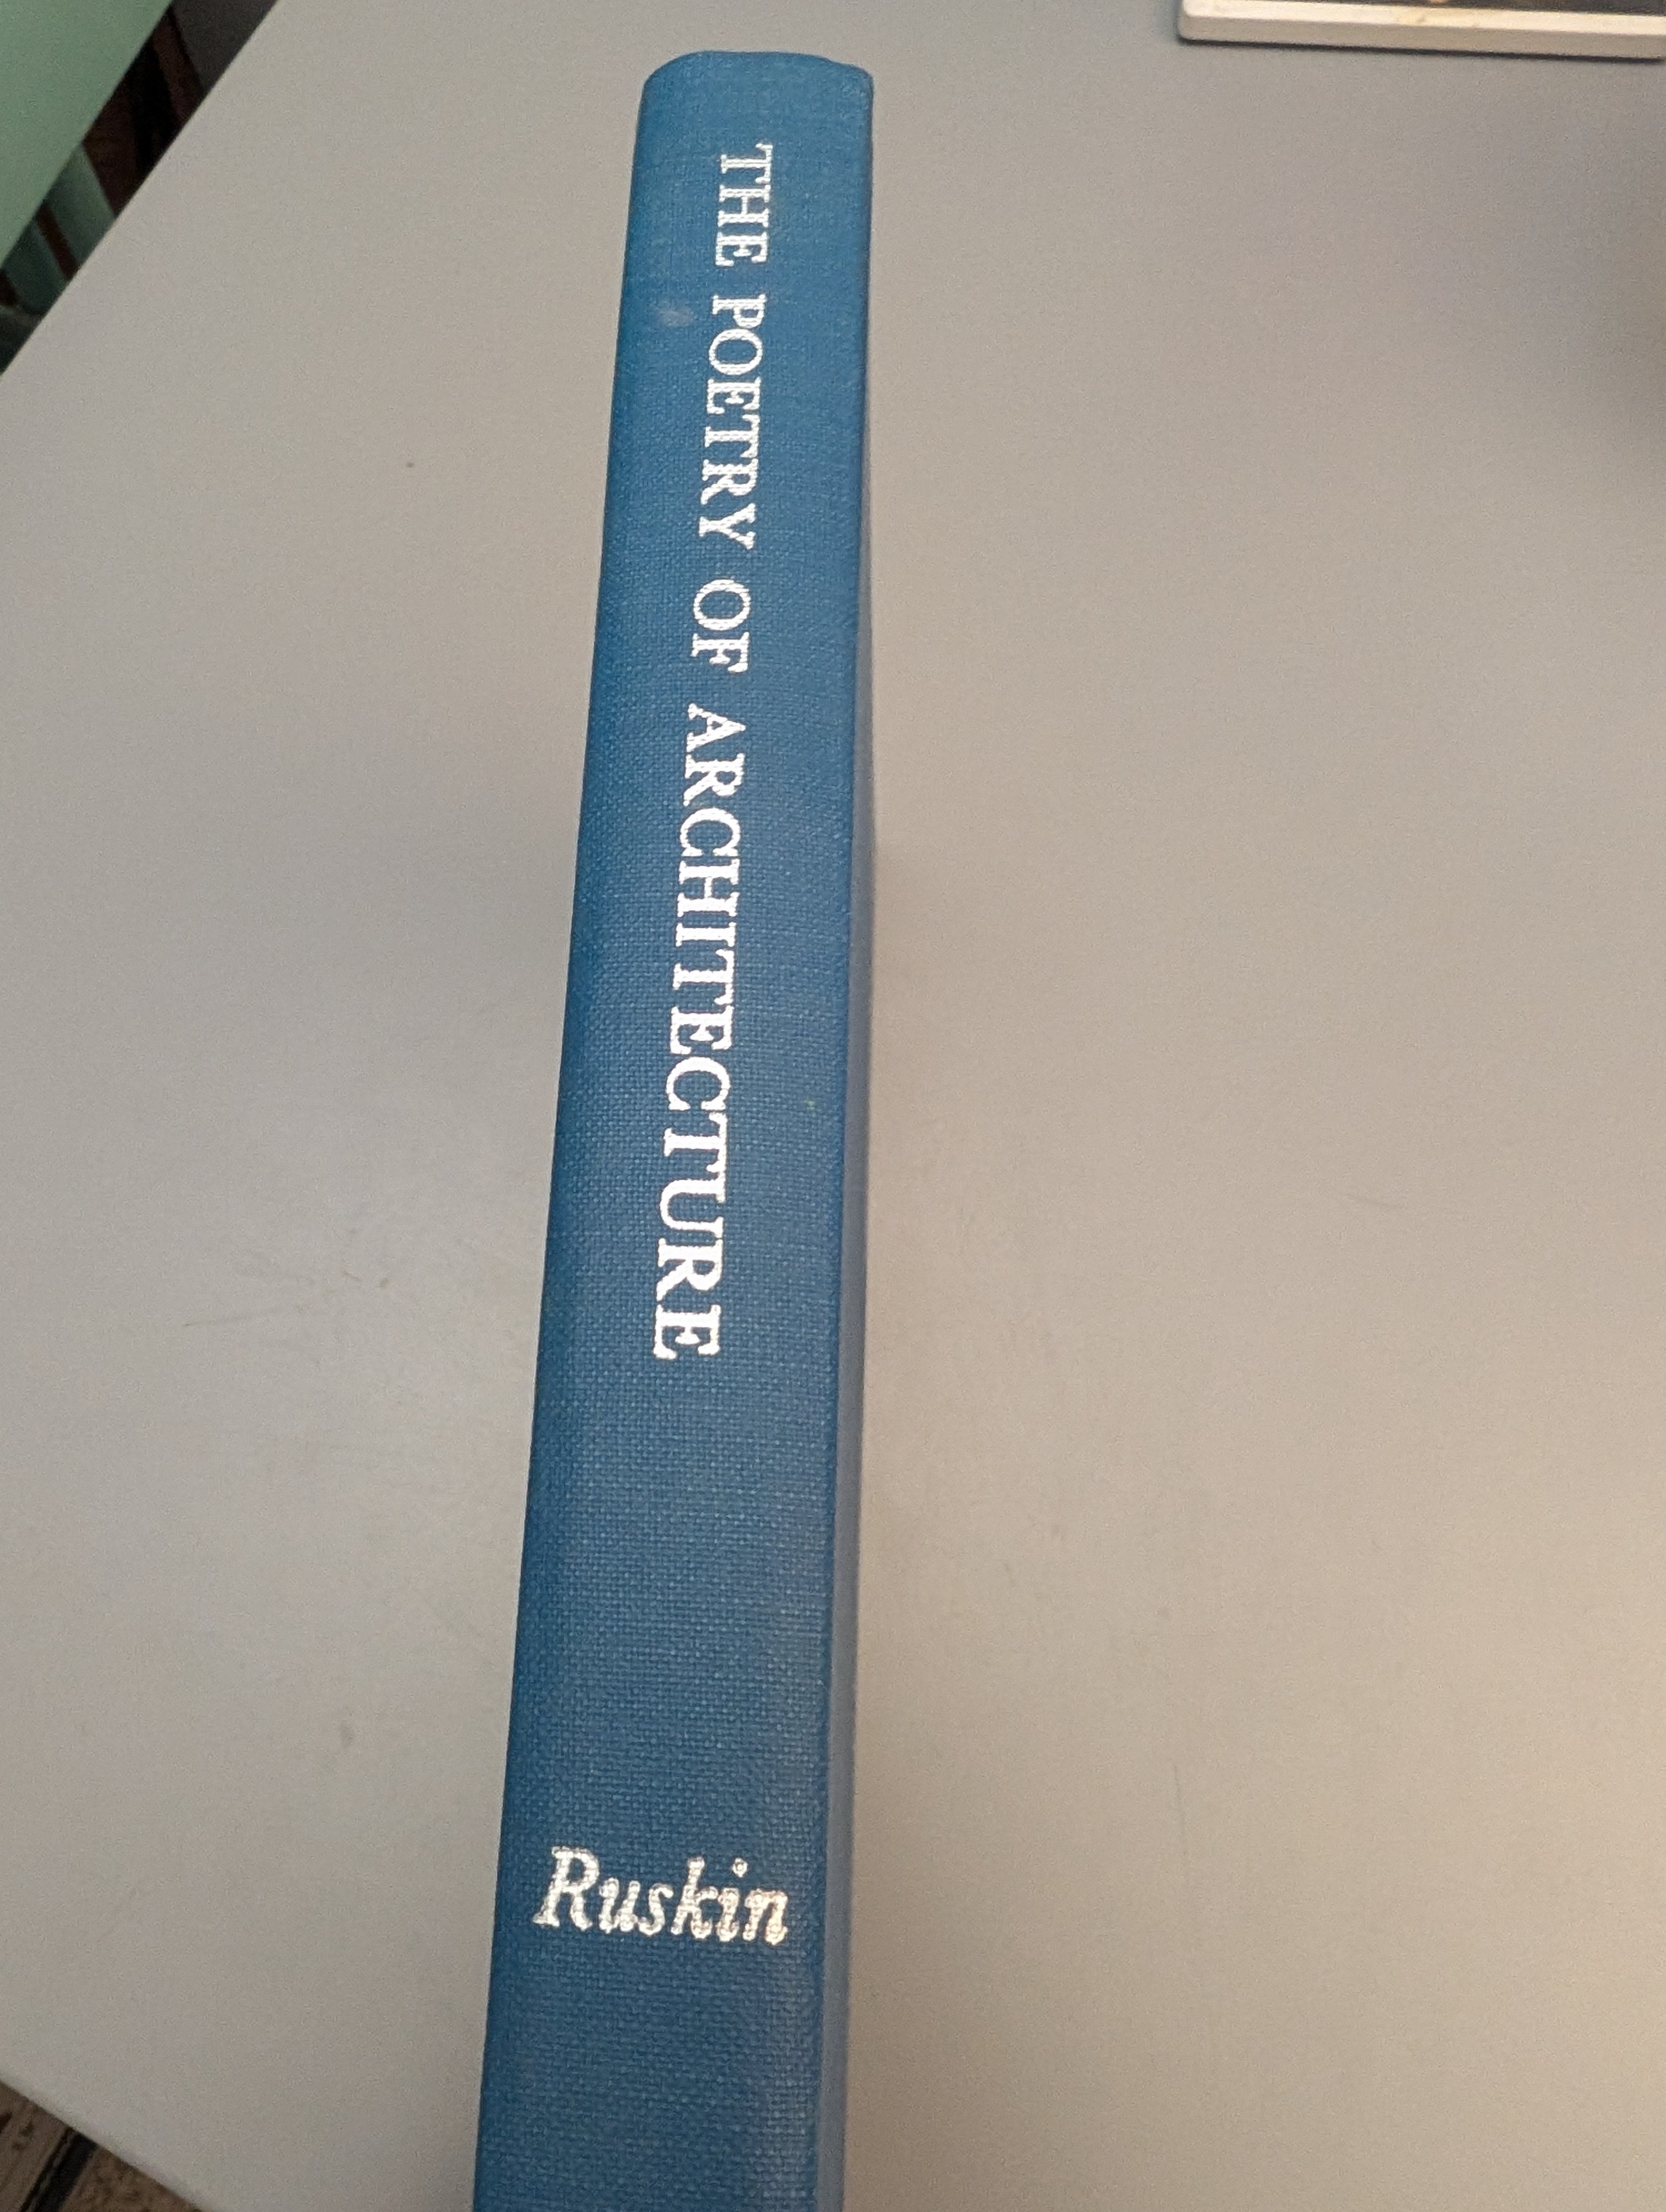 THE POETRY OF ARCHITECTURE
Ruskin